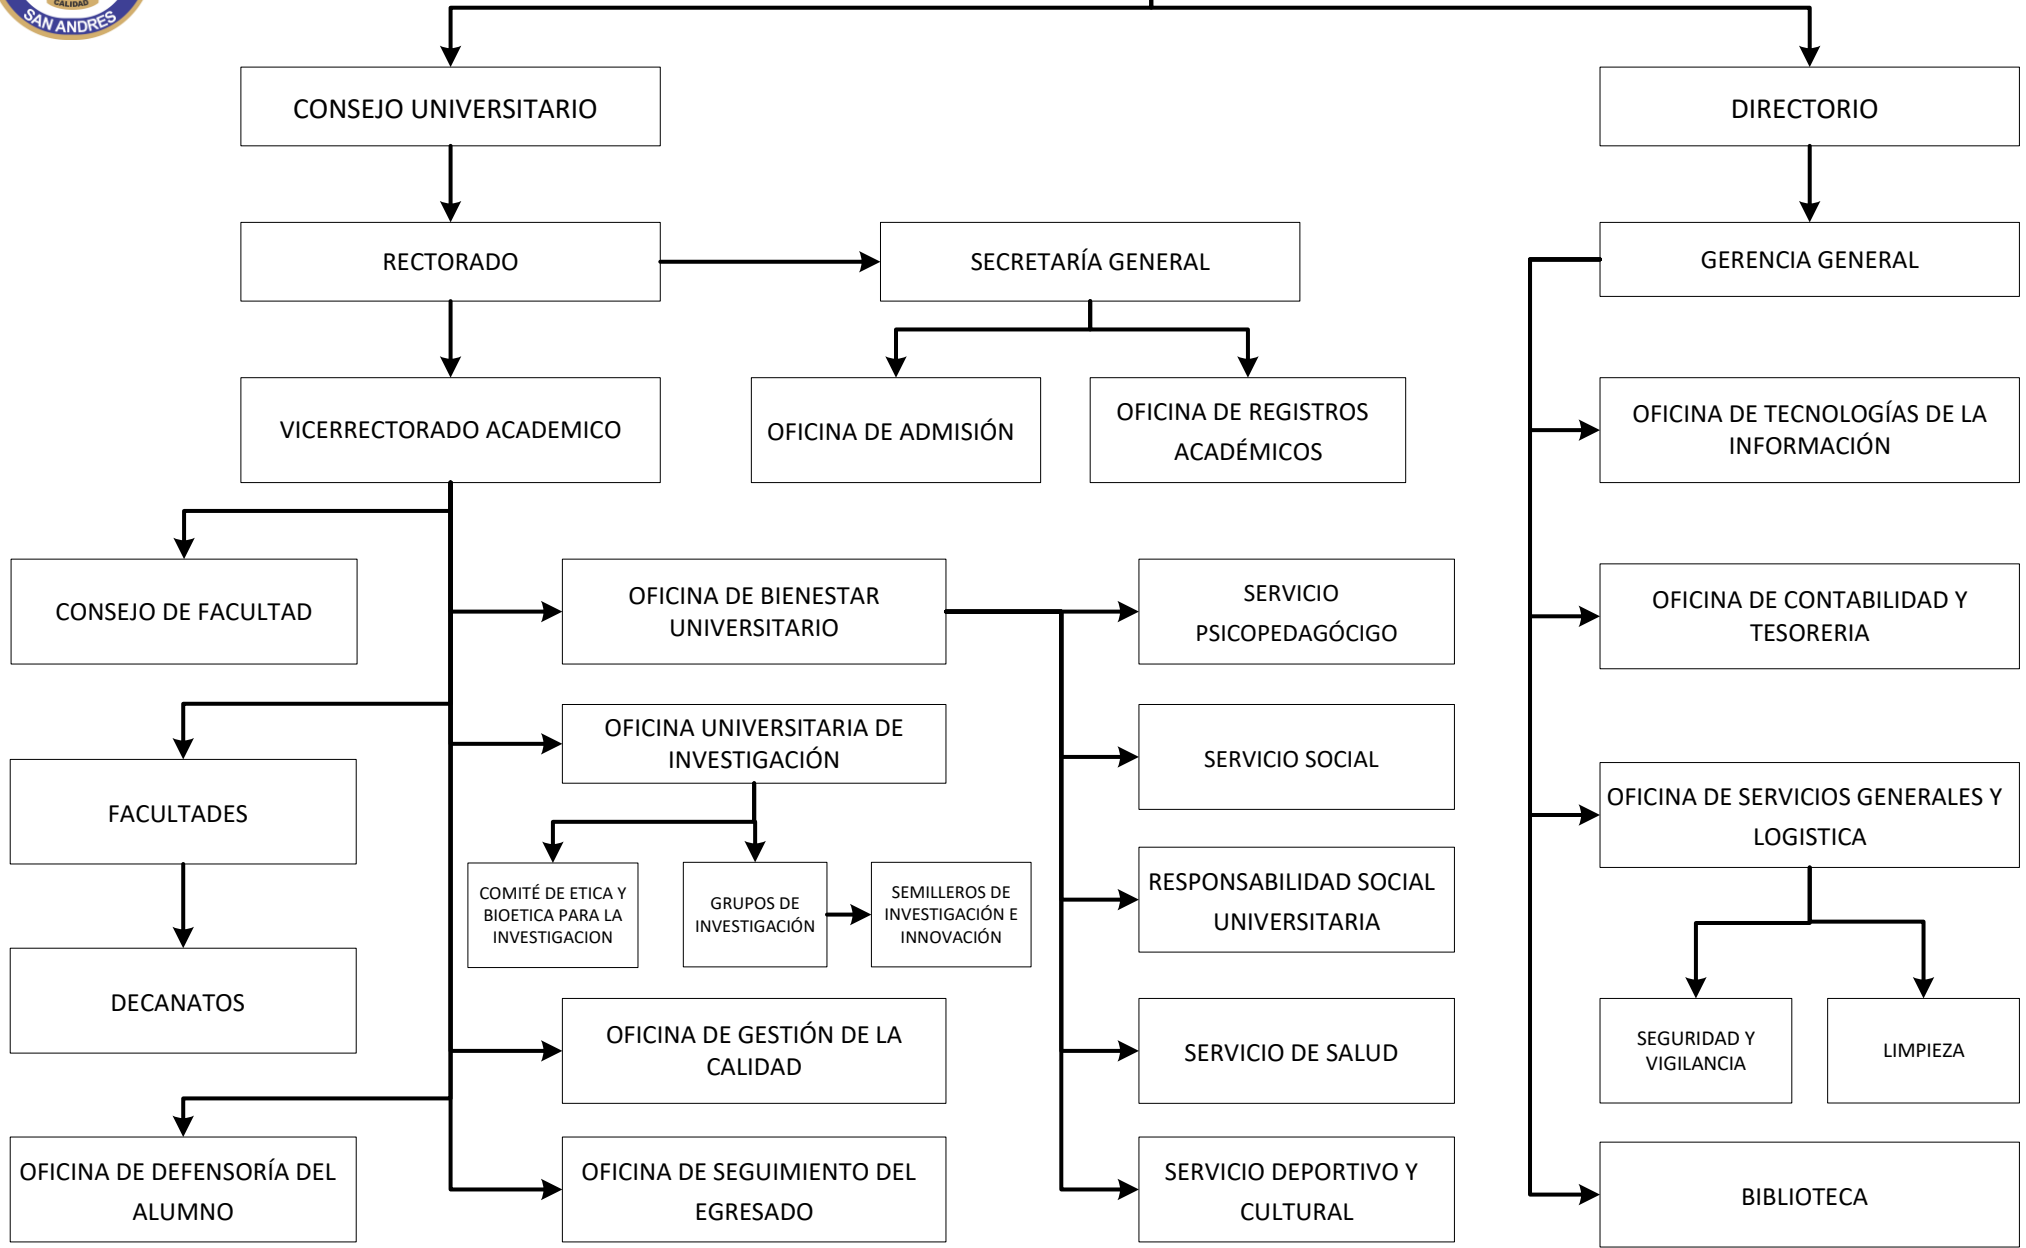 CALIDAD
SAN ANDRES
CONSEJO UNIVERSITARIO
DIRECTORIO
RECTORADO
SECRETARÍA GENERAL
GERENCIA GENERAL
VICERRECTORADO ACADEMICO
OFICINA DE ADMISIÓN
OFICINA DE REGISTROS
ACADÉMICOS
OFICINA DE TECNOLOGÍAS DE LA
INFORMACIÓN
CONSEJO DE FACULTAD
OFICINA DE BIENESTAR
UNIVERSITARIO
SERVICIO
PSICOPEDAGÓCIGO
OFICINA DE CONTABILIDAD Y
TESORERIA
FACULTADES
OFICINA UNIVERSITARIA DE
INVESTIGACIÓN
SERVICIO SOCIAL
OFICINA DE SERVICIOS GENERALES Y
LOGISTICA
COMITÉ DE ETICA Y
BIOETICA PARA LA
INVESTIGACION
GRUPOS DE
INVESTIGACIÓN
SEMILLEROS DE
INVESTIGACIÓN E
INNOVACIÓN
RESPONSABILIDAD SOCIAL
UNIVERSITARIA
DECANATOS
OFICINA DE GESTIÓN DE LA
CALIDAD
SERVICIO DE SALUD
SEGURIDAD Y
VIGILANCIA
LIMPIEZA
OFICINA DE DEFENSORÍA DEL
ALUMNO
OFICINA DE SEGUIMIENTO DEL
EGRESADO
SERVICIO DEPORTIVO Y
CULTURAL
BIBLIOTECA